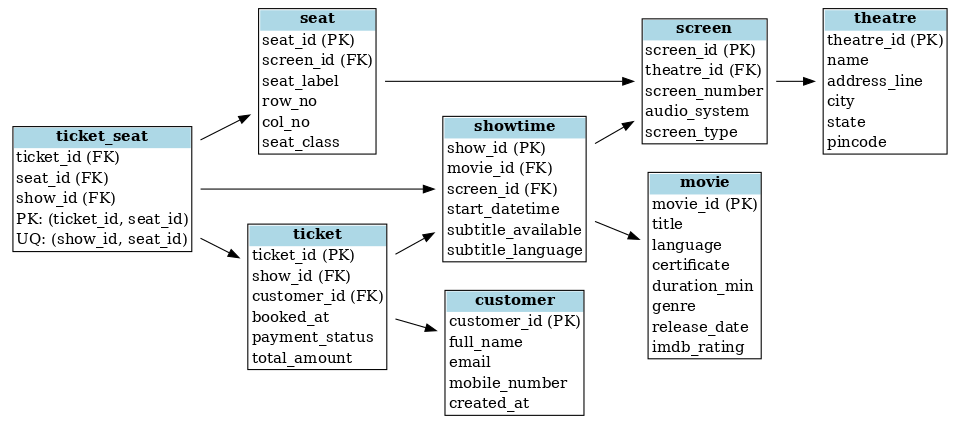 ticket_seat
ticket_id (FK)
seat_id (FK)
show_id (FK)
PK: (ticket_id, seat_id)
UQ: (show_id, seat_id)
seat
seat_id (PK)
screen_id (FK)
seat_label
row_no
col_no
seat_class
ticket
ticket_id (PK)
show_id (FK)
customer_id (FK)
booked_at
payment_status
total_amount
showtime
show_id (PK)
movie_id (FK)
screen_id (FK)
start_datetime
subtitle_available
subtitle_language
customer
customer_id (PK)
full_name
email
mobile_number
created_at
screen
screen_id (PK)
theatre_id (FK)
screen_number
audio_system
screen_type
movie
movie_id (PK)
title
language
certificate
duration_min
genre
release_date
imdb_rating
theatre
theatre_id (PK)
name
address_line
city
state
pincode